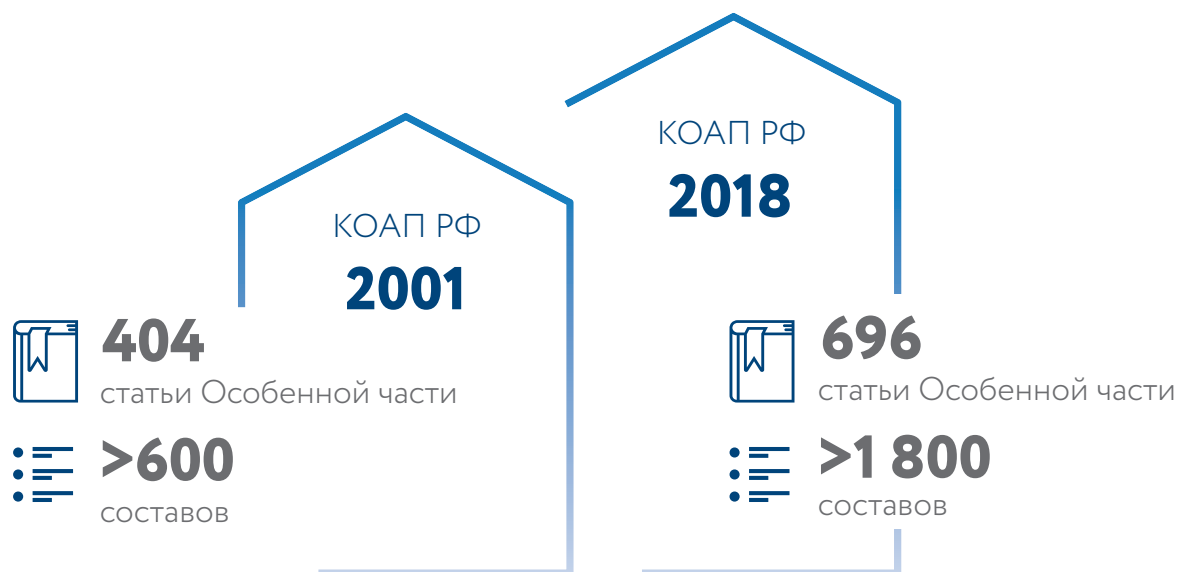 КОАП РФ
2001
404
статьи Особенной части
>600
составов
КОАП РФ
2018
696
статьи Особенной части
>1 800
составов